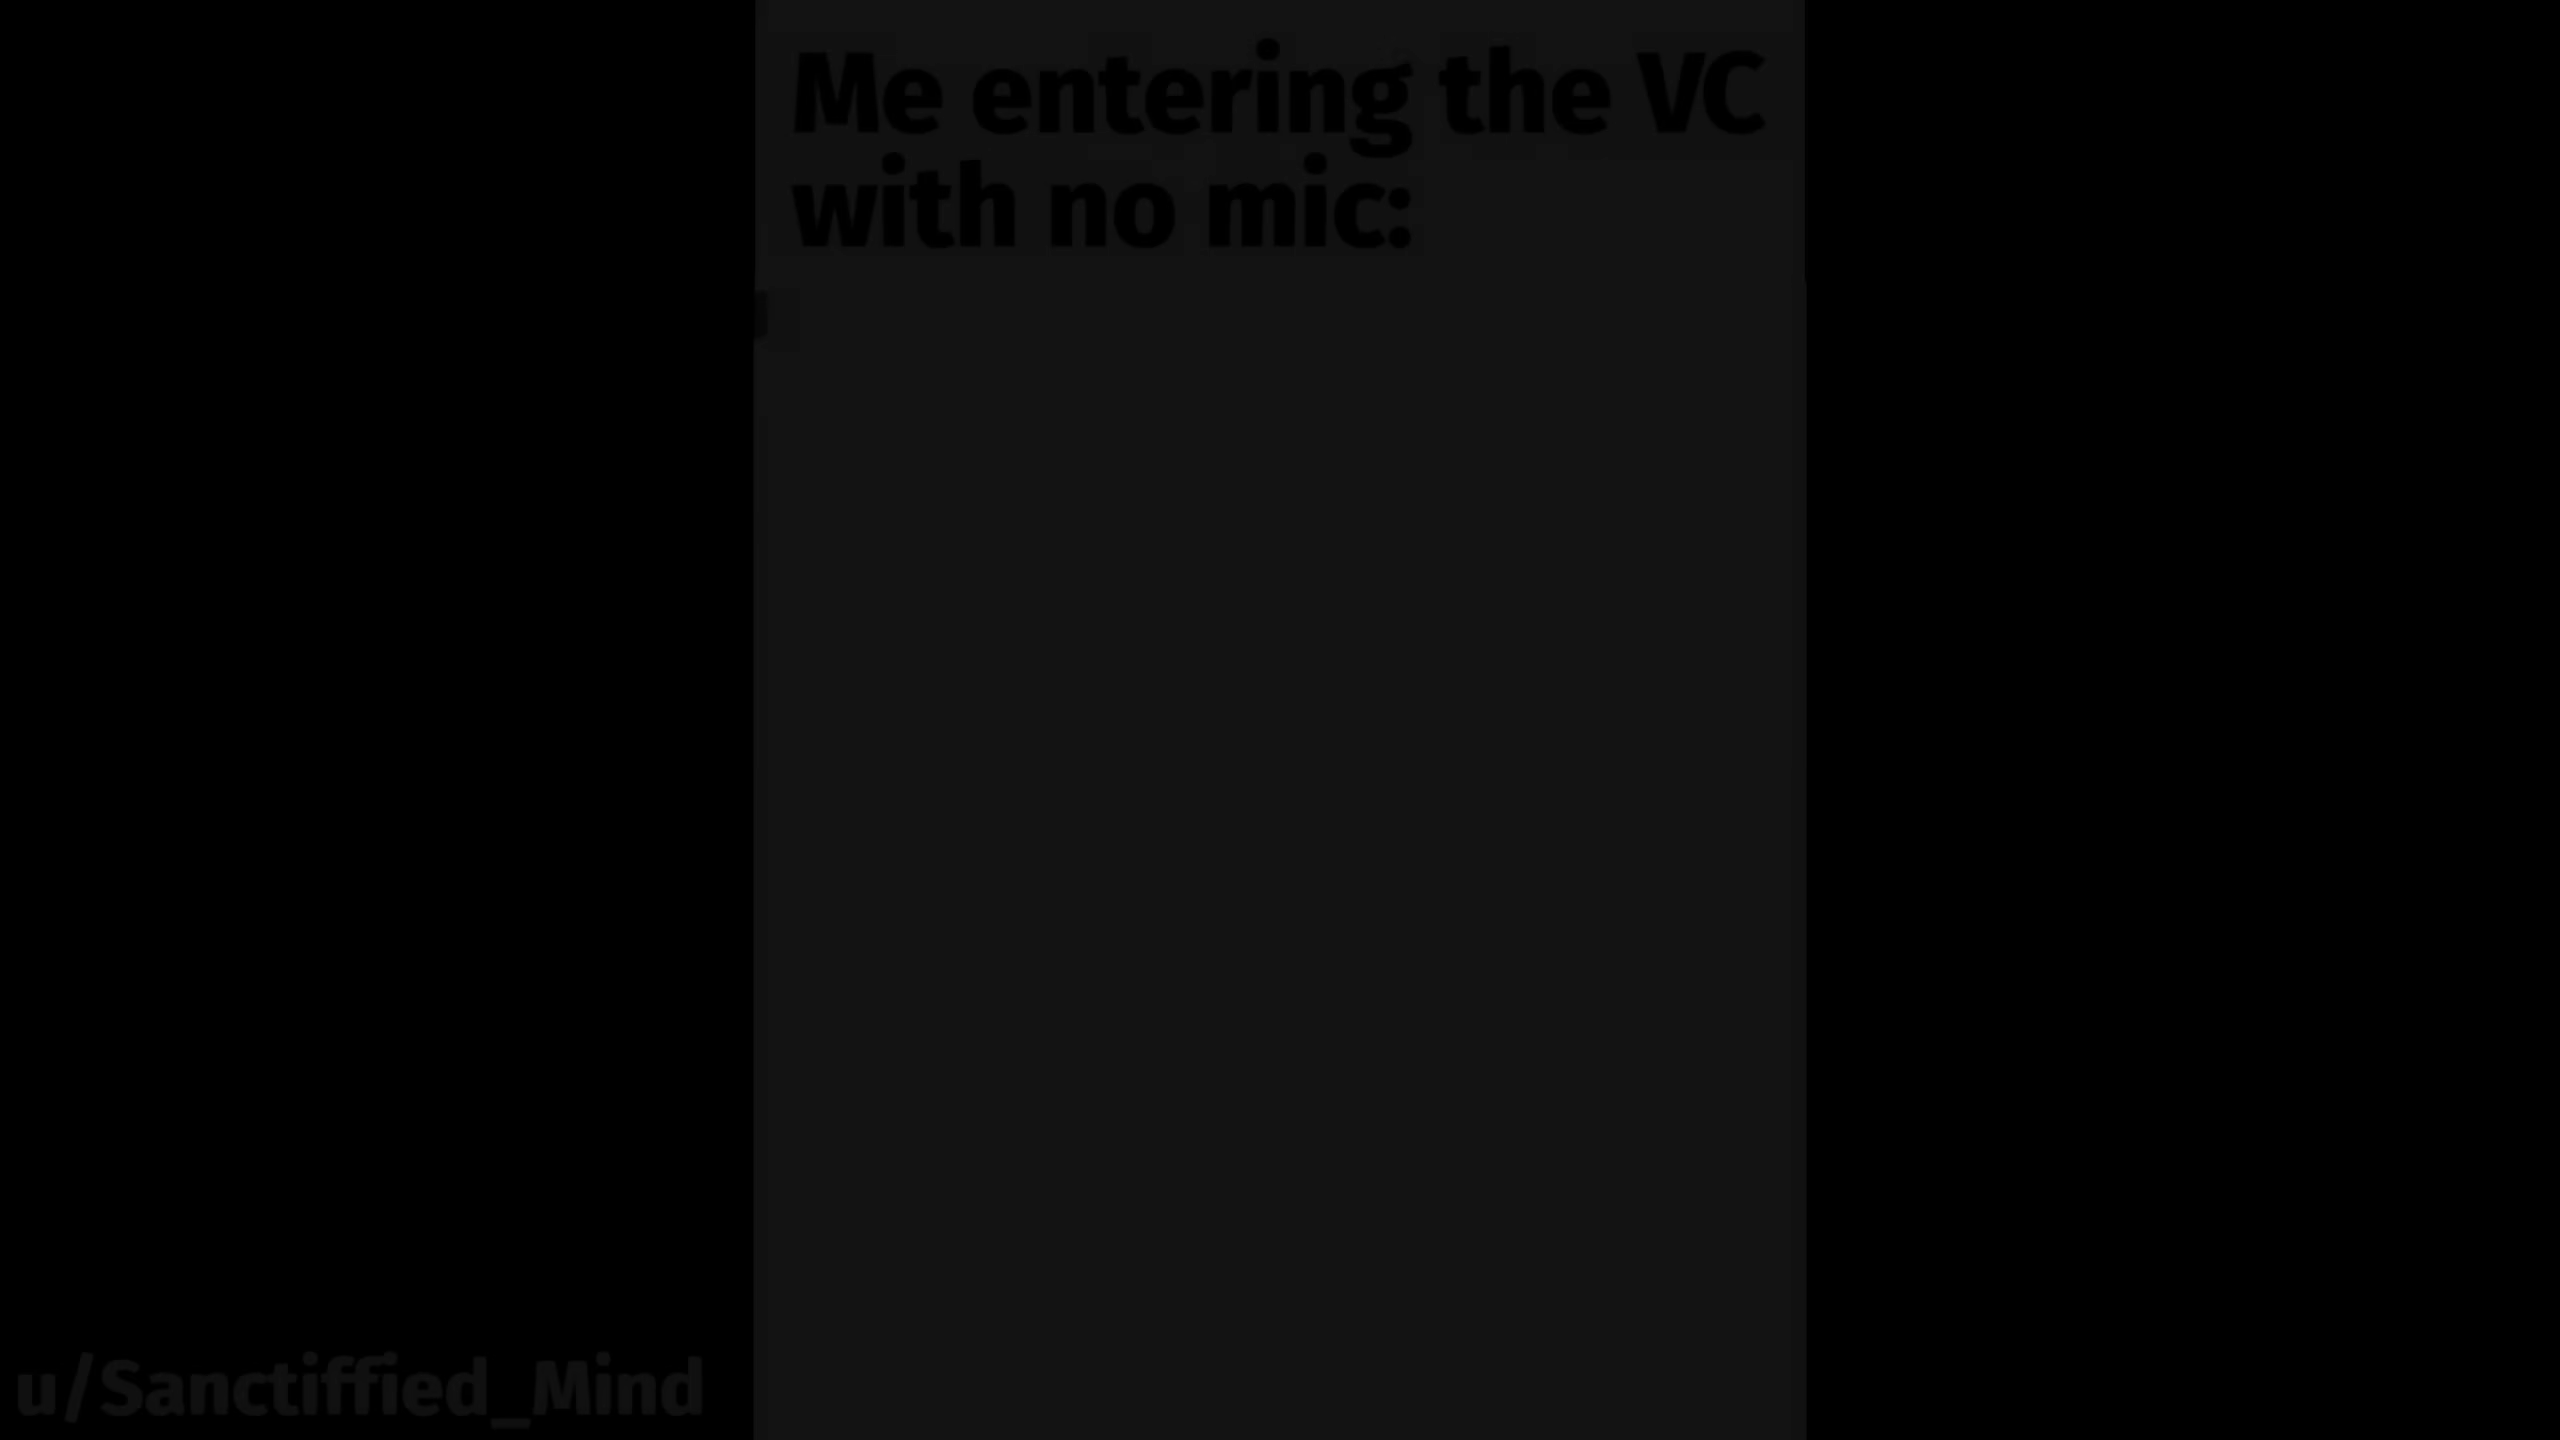 Me entering the VC
with no mic:
u/Sanctiffied_Mind